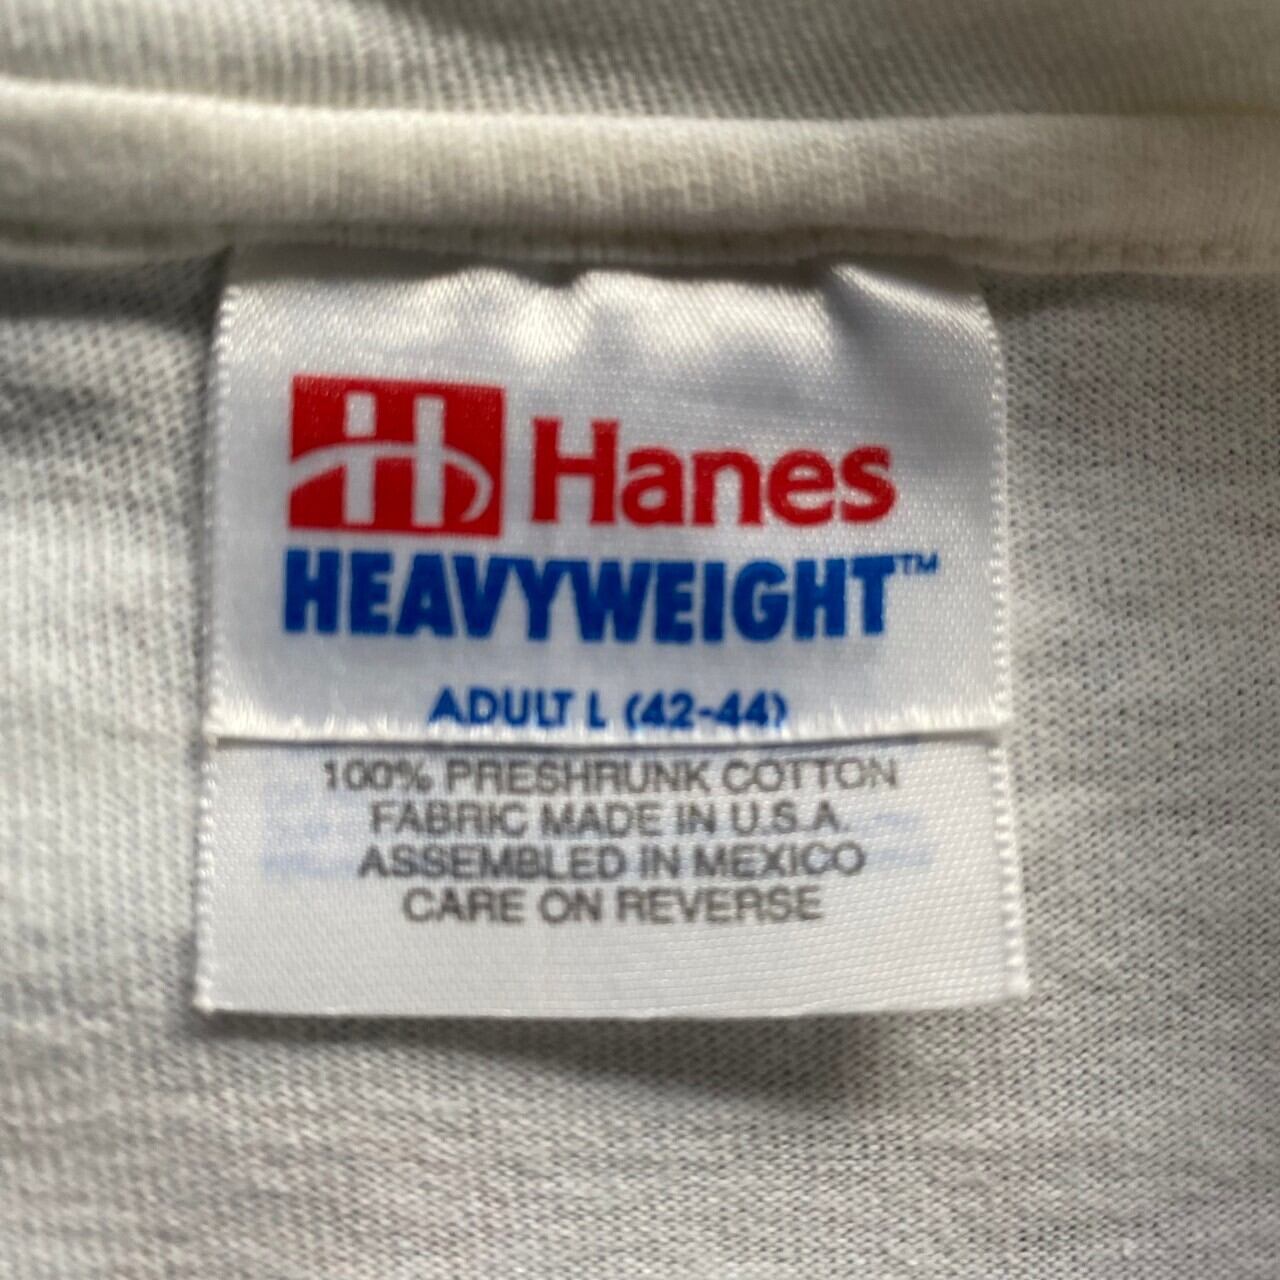 H Hanes
HEAVYWEIGHT™
ADULT L (42-44)
100% PRESHRUNK COTTON
FABRIC MADE IN U.S.A.
ASSEMBLED IN MEXICO
CARE ON REVERSE